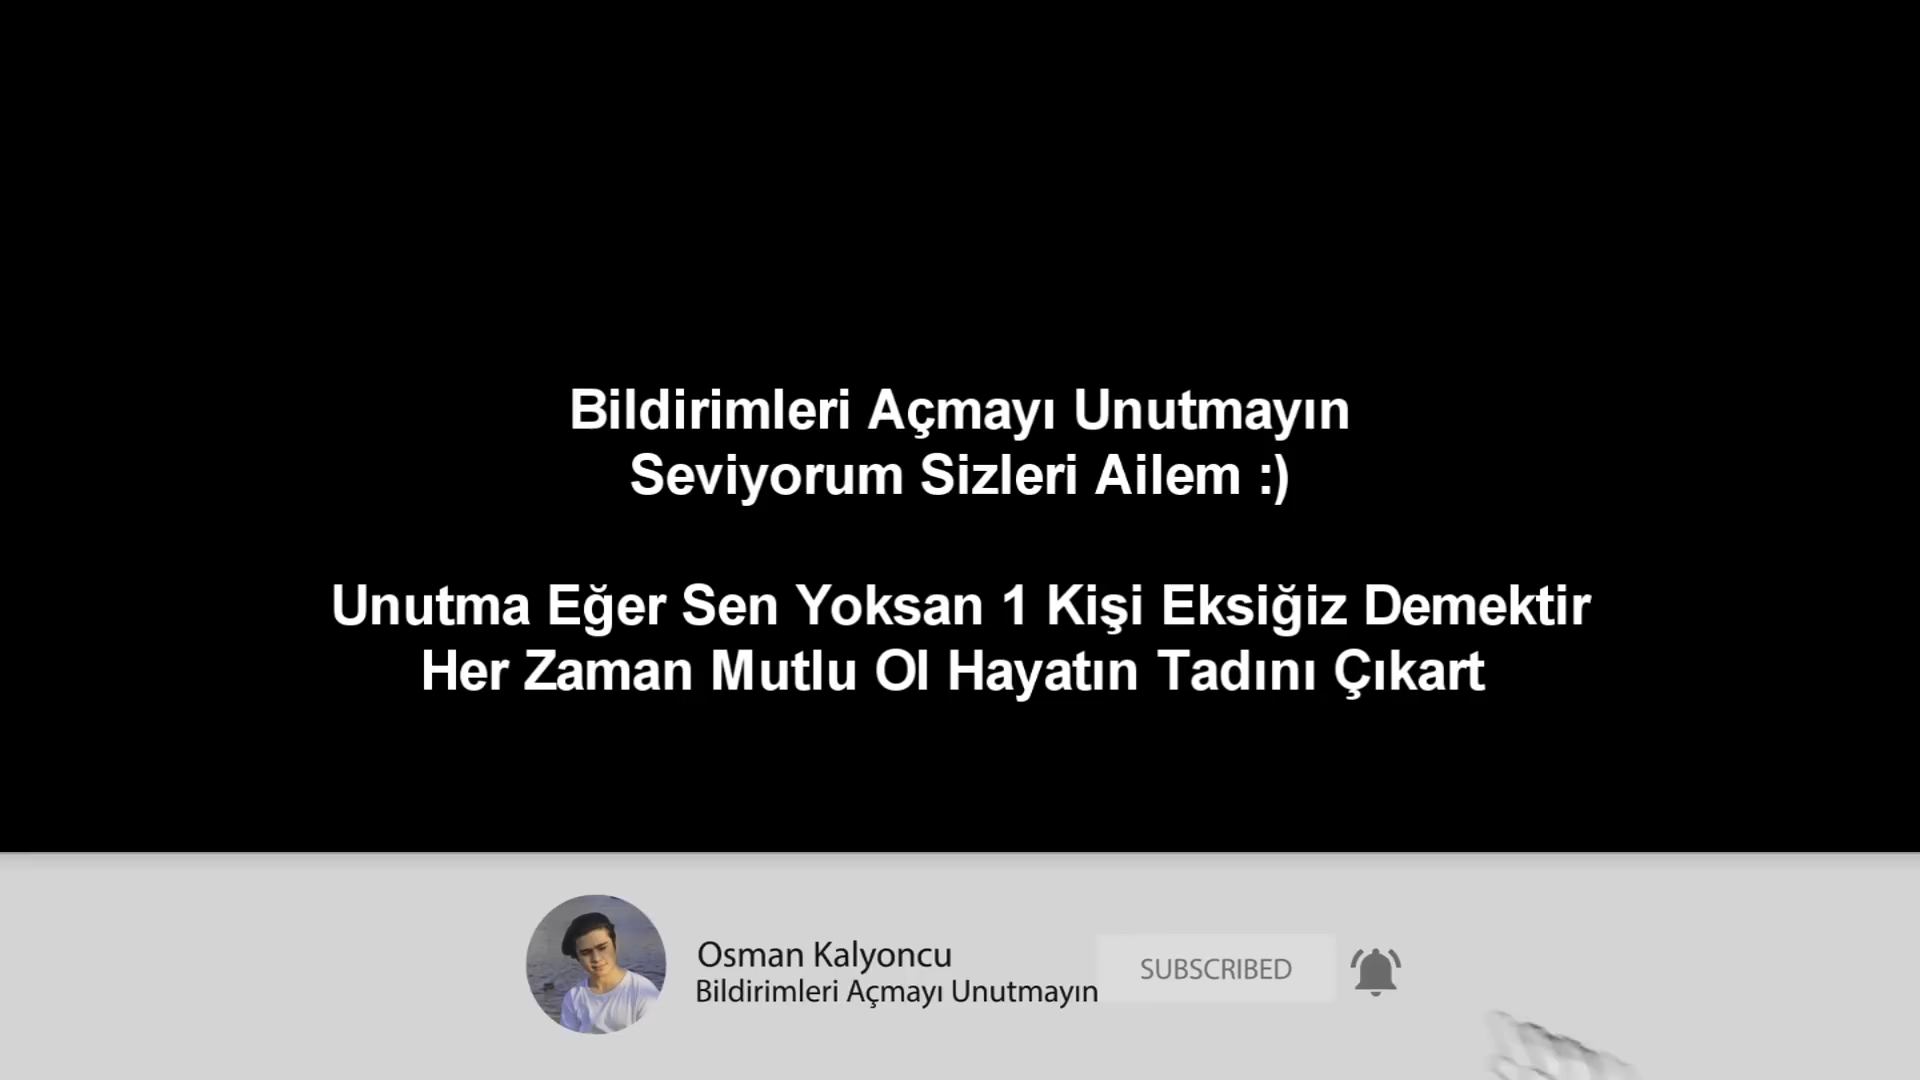 Bildirimleri Açmayı Unutmayın
Seviyorum Sizleri Ailem :)
Unutma Eğer Sen Yoksan 1 Kişi Eksiğiz Demektir
Her Zaman Mutlu Ol Hayatın Tadını Çıkart
Osman Kalyoncu
Bildirimleri Açmayı Unutmayın
SUBSCRIBED